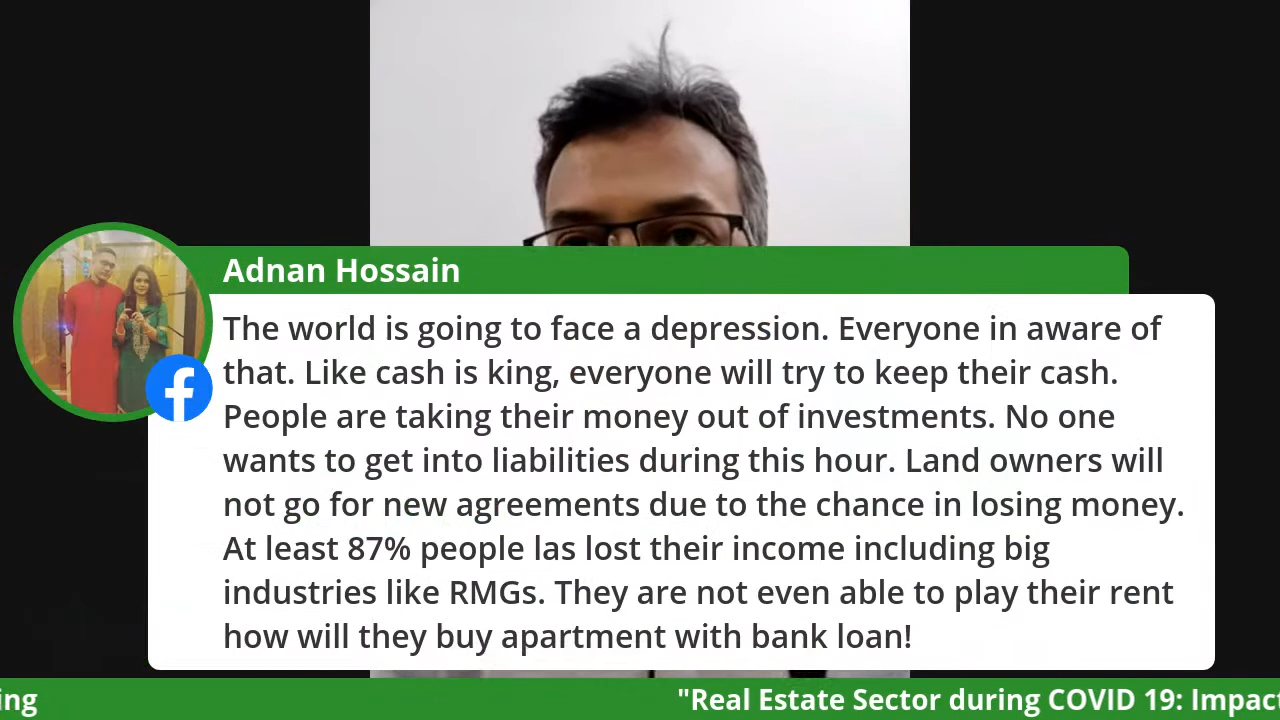 Adnan Hossain
The world is going to face a depression. Everyone in aware of
that. Like cash is king, everyone will try to keep their cash.
People are taking their money out of investments. No one
wants to get into liabilities during this hour. Land owners will
not go for new agreements due to the chance in losing money.
At least 87% people las lost their income including big
industries like RMGs. They are not even able to play their rent
how will they buy apartment with bank loan!
ing "Real Estate Sector during COVID 19: Impact